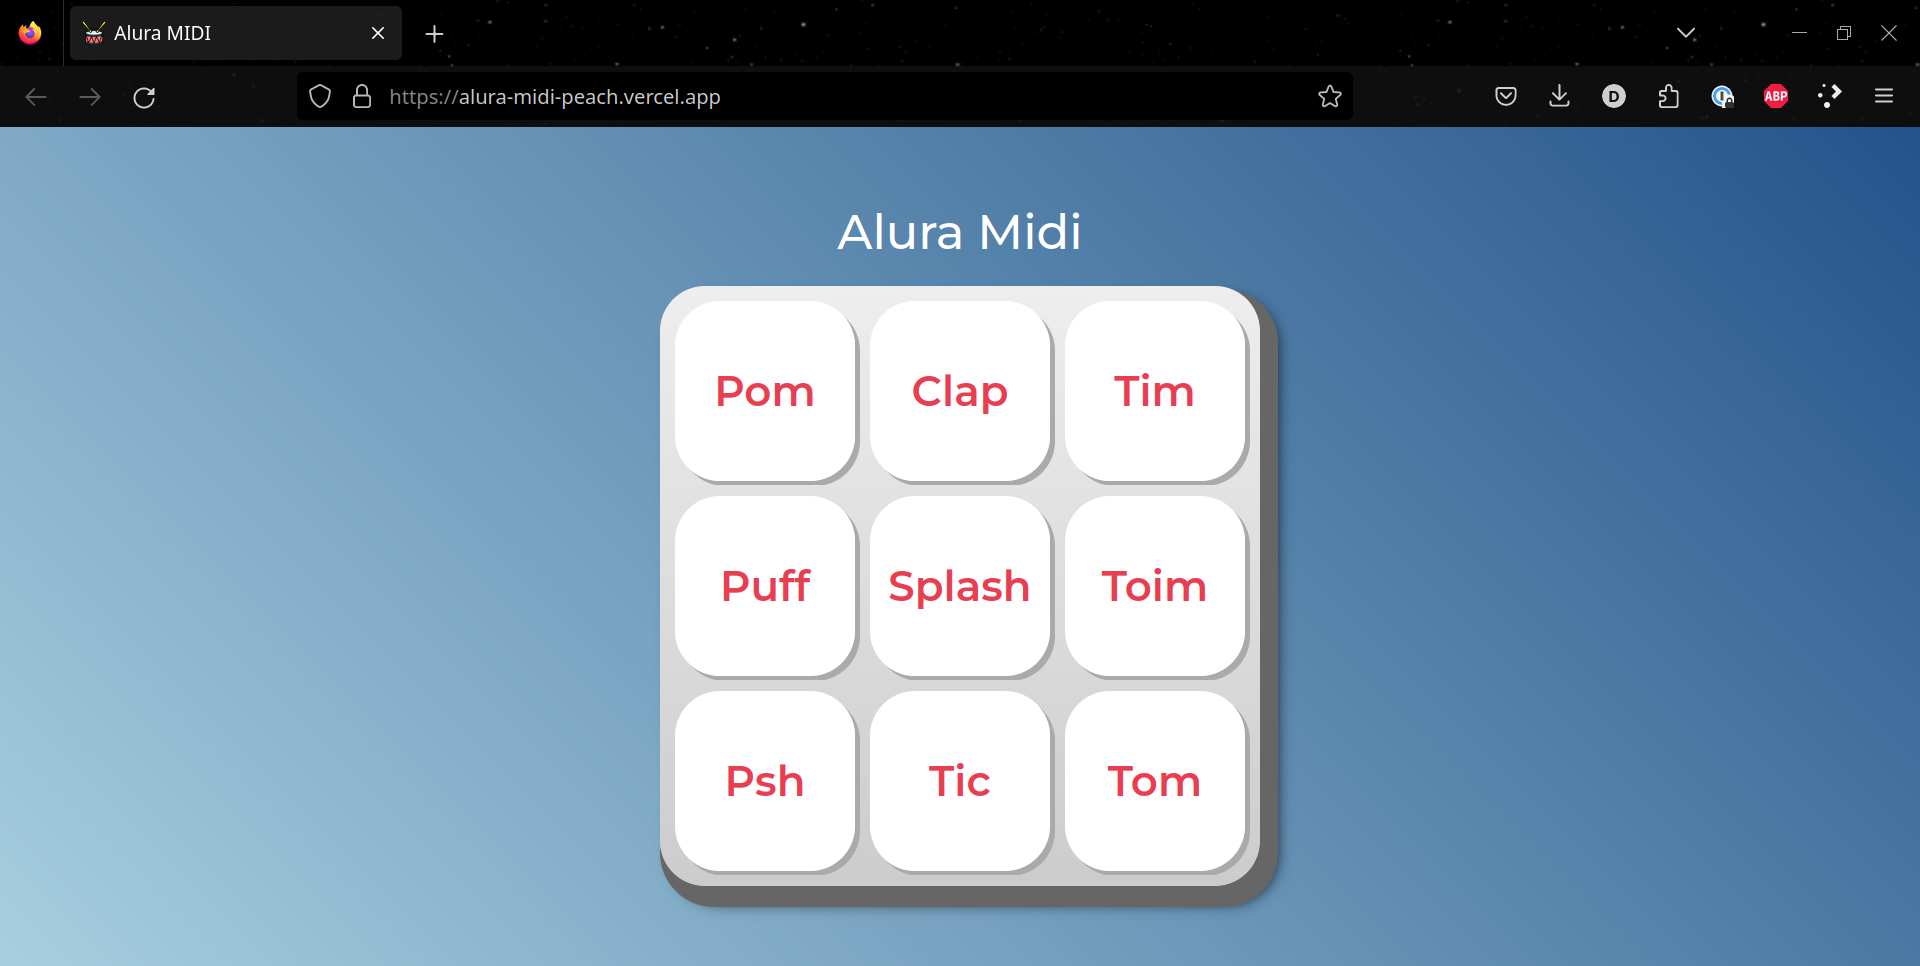 Alura MIDI
https://alura-midi-peach.vercel.app
D
ABP
Alura Midi
Pom Clap Tim
Puff Splash Toim
Psh Tic Tom